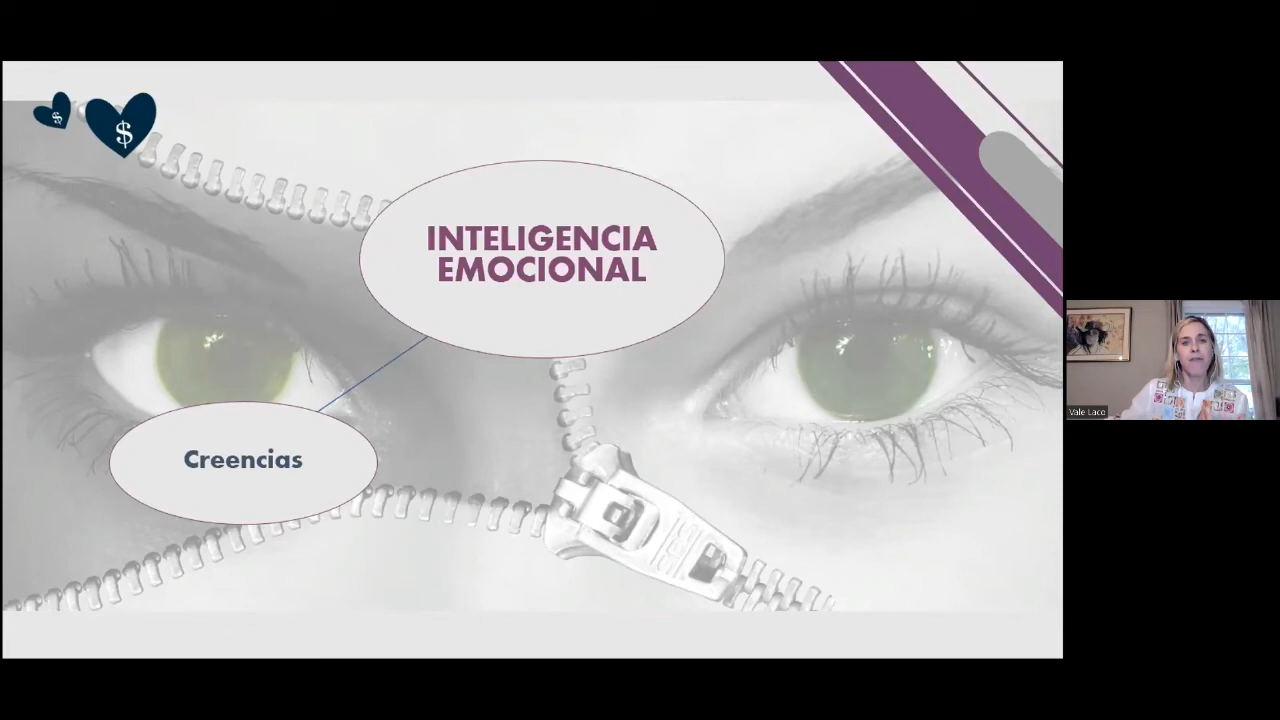 $
$
INTELIGENCIA
EMOCIONAL
Creencias
Vale Laco